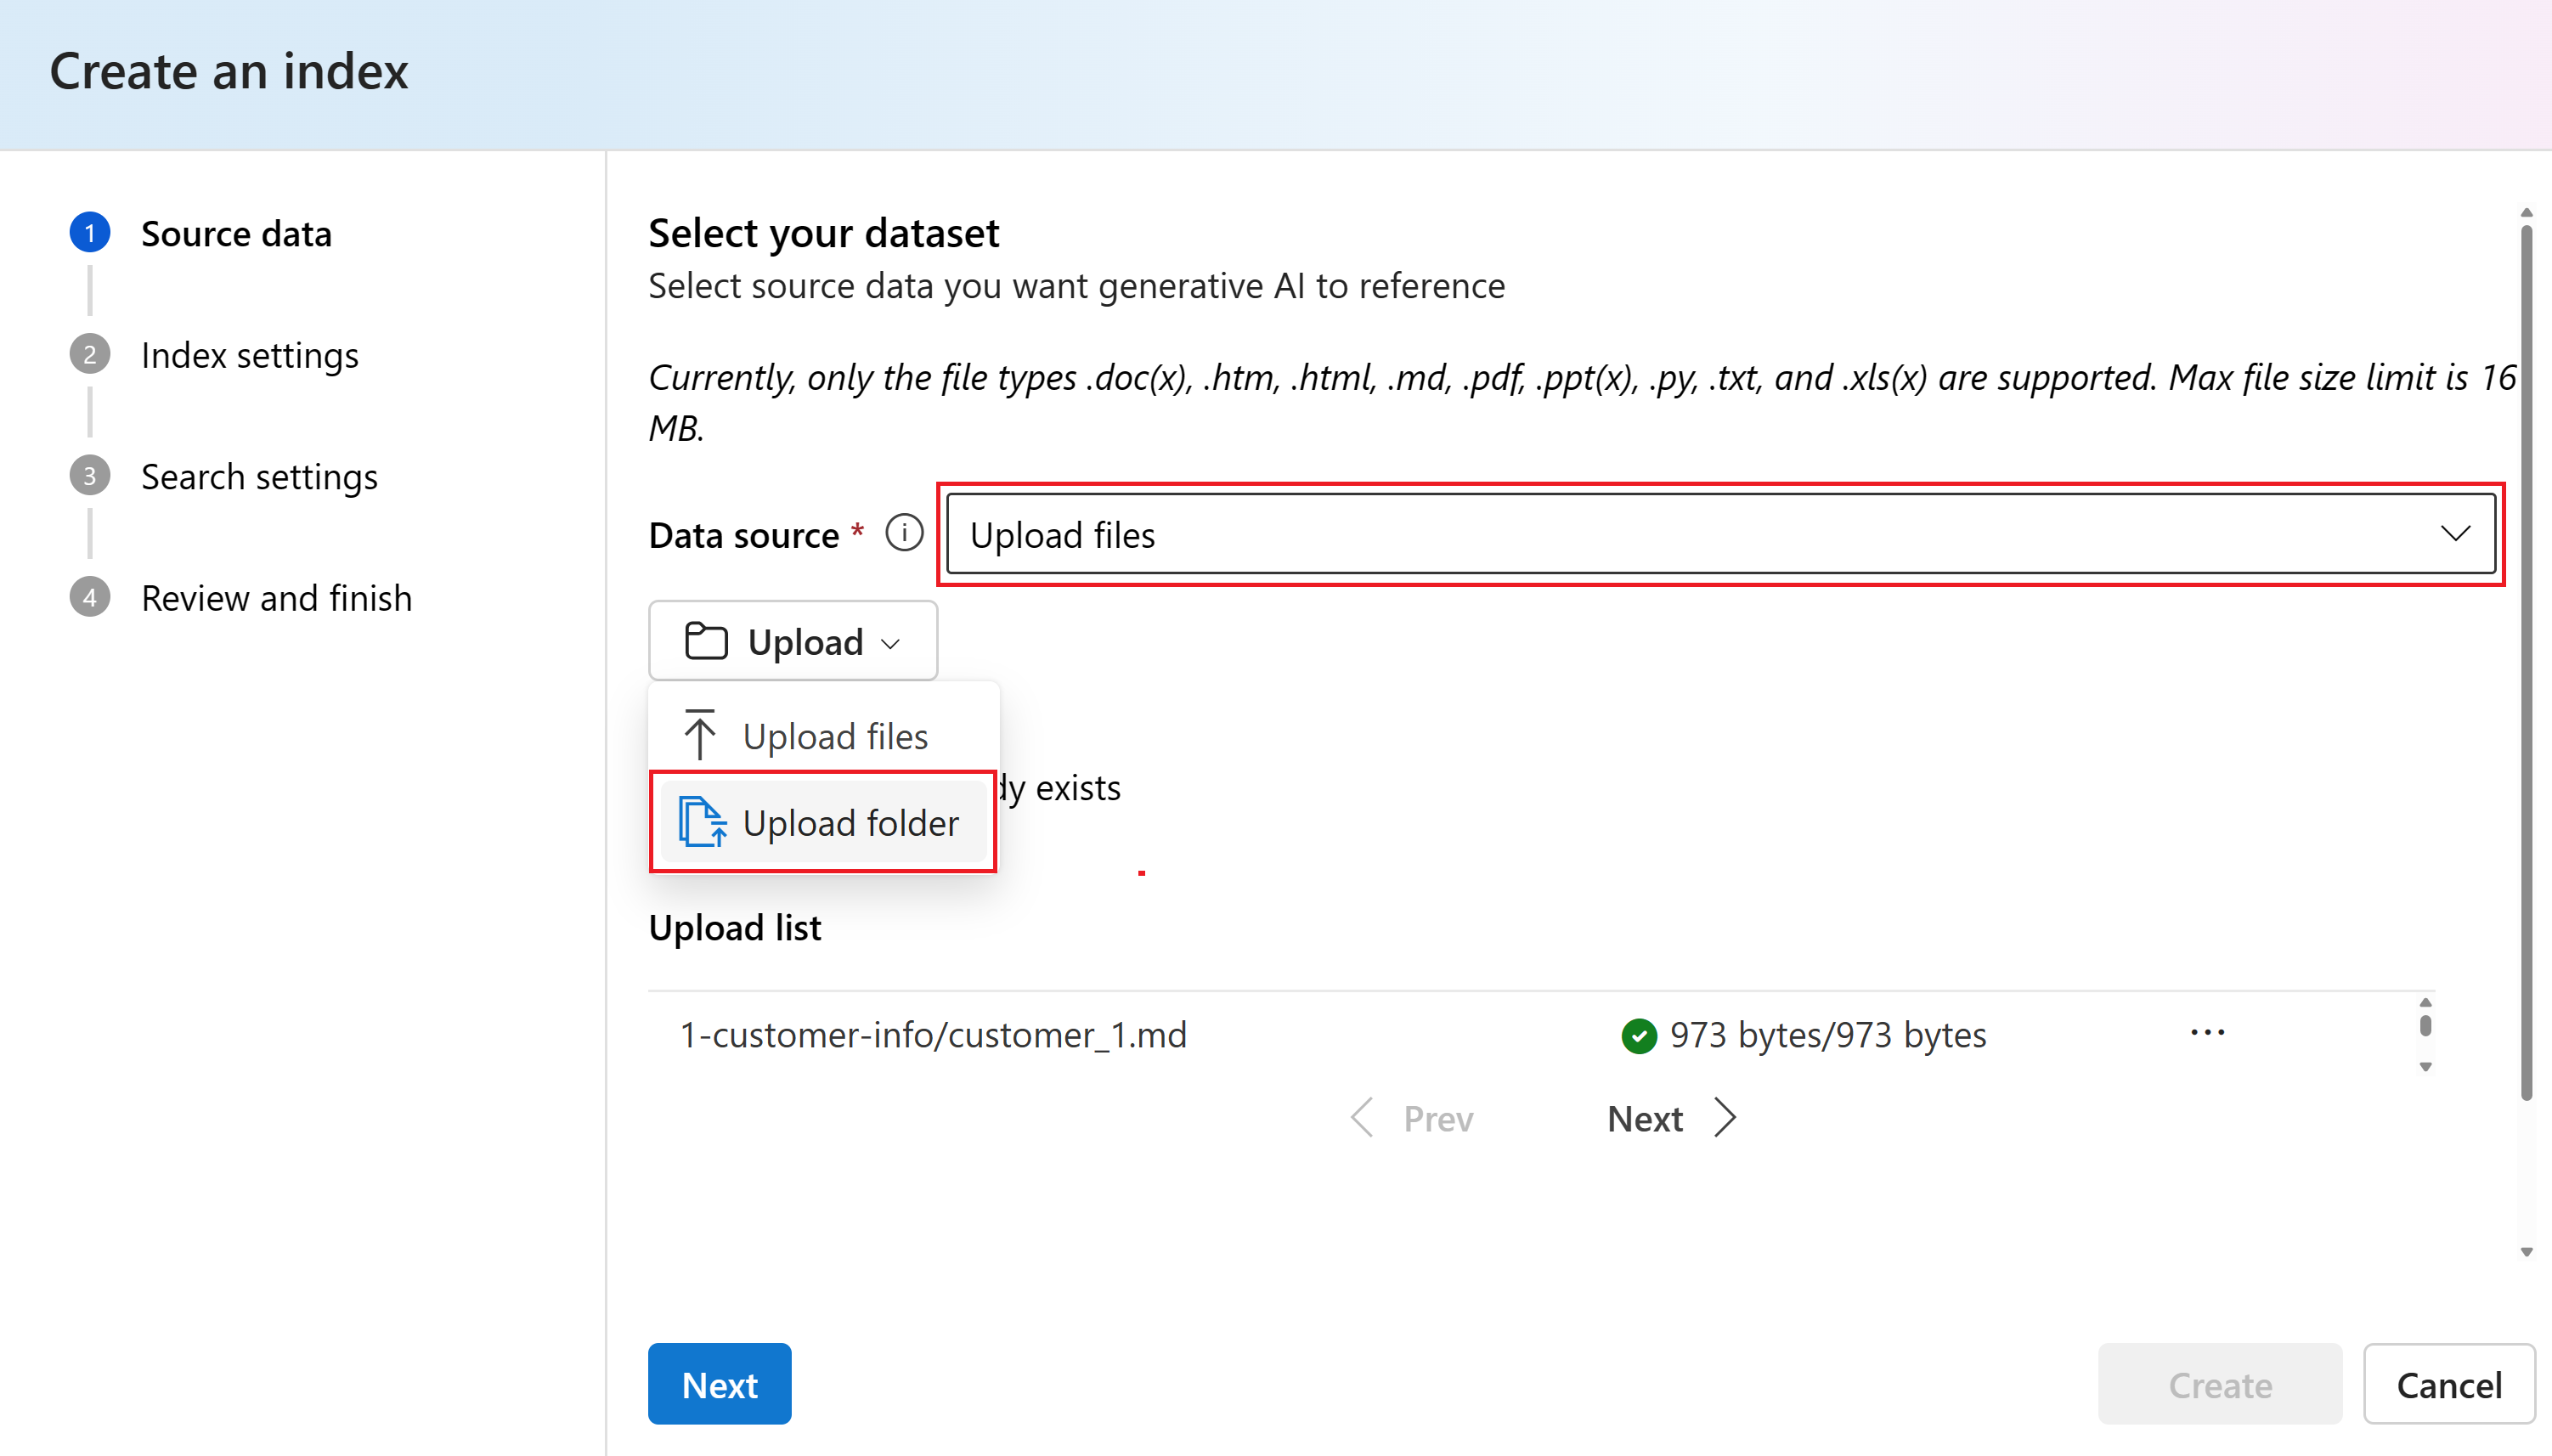 Create an index
1 Source data
2 Index settings
3 Search settings
4 Review and finish
Select your dataset
Select source data you want generative AI to reference
Currently, only the file types .doc(x), .htm, .html, .md, .pdf, .ppt(x), .py, .txt, and .xls(x) are supported. Max file size limit is 16
MB.
Data source * Upload files
Upload
Upload files
exists
Upload folder
Upload list
1-customer-info/customer_1.md 973 bytes/973 bytes ...
Prev Next
Next Create Cancel